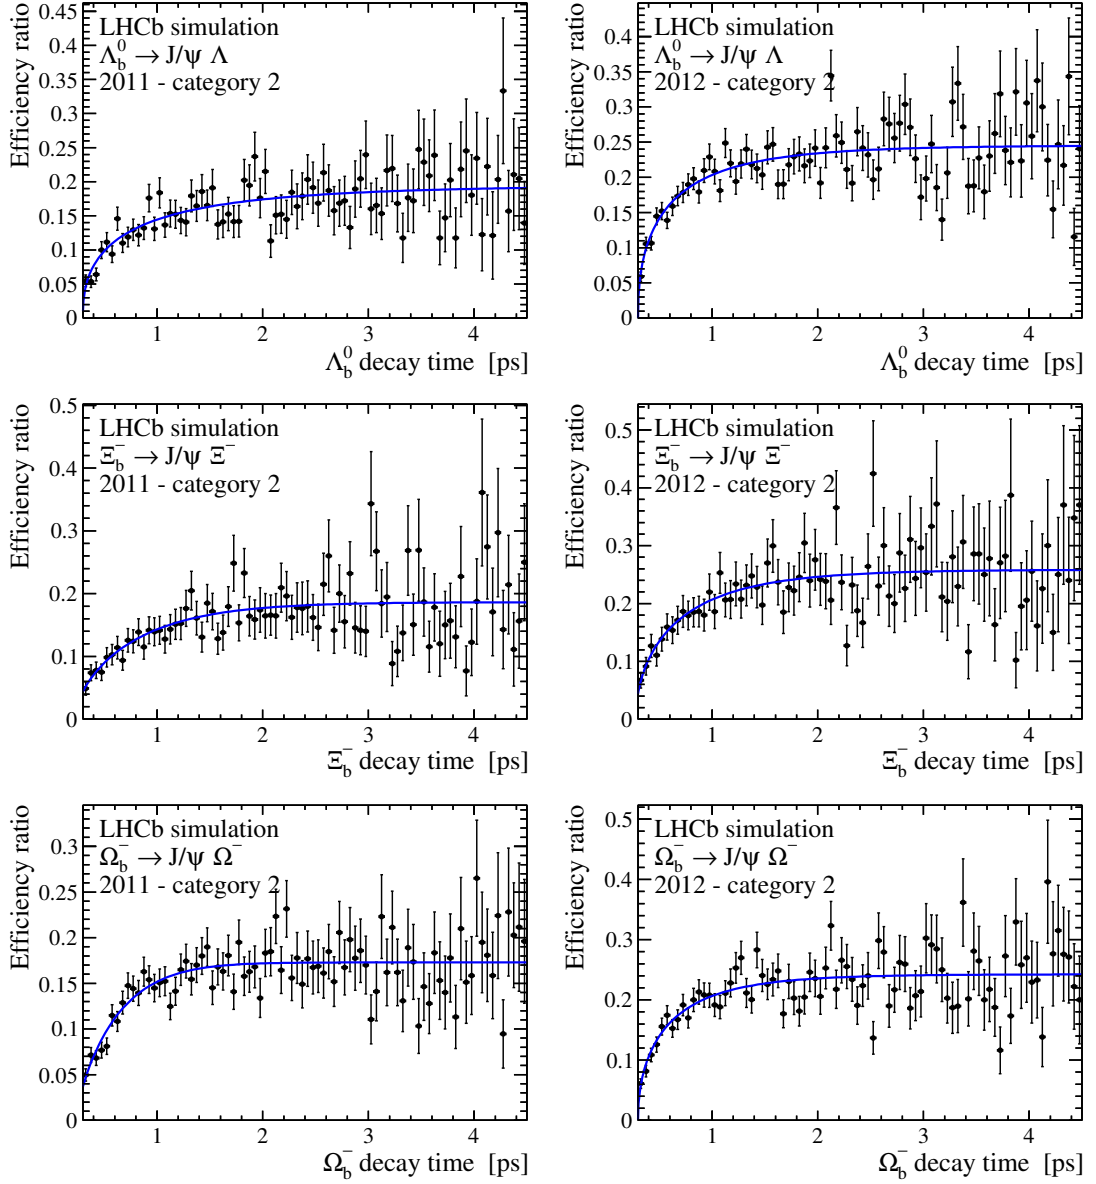 Efficiency ratio
LHCb simulation
Λ_b^0 → J/ψ Λ
2011 - category 2
0.45
0.4
0.35
0.3
0.25
0.2
0.15
0.1
0.05
0
1 2 3 4
Λ_b^0 decay time [ps]
Efficiency ratio
LHCb simulation
Λ_b^0 → J/ψ Λ
2012 - category 2
0.4
0.35
0.3
0.25
0.2
0.15
0.1
0.05
0
1 2 3 4
Λ_b^0 decay time [ps]
Efficiency ratio
LHCb simulation
Ξ_b^- → J/ψ Ξ^-
2011 - category 2
0.5
0.4
0.3
0.2
0.1
0
1 2 3 4
Ξ_b^- decay time [ps]
Efficiency ratio
LHCb simulation
Ξ_b^- → J/ψ Ξ^-
2012 - category 2
0.5
0.4
0.3
0.2
0.1
0
1 2 3 4
Ξ_b^- decay time [ps]
Efficiency ratio
LHCb simulation
Ω_b^- → J/ψ Ω^-
2011 - category 2
0.3
0.25
0.2
0.15
0.1
0.05
0
1 2 3 4
Ω_b^- decay time [ps]
Efficiency ratio
LHCb simulation
Ω_b^- → J/ψ Ω^-
2012 - category 2
0.5
0.4
0.3
0.2
0.1
0
1 2 3 4
Ω_b^- decay time [ps]